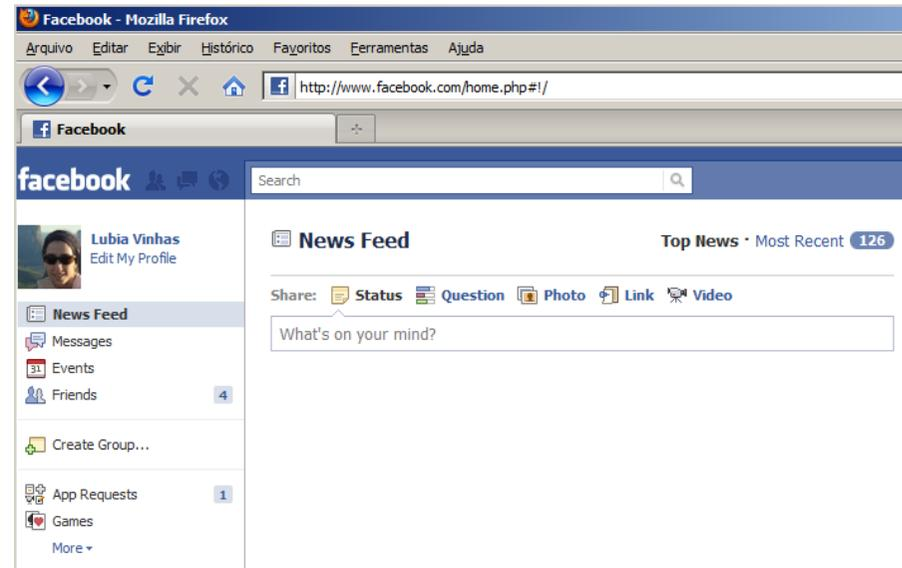 Facebook - Mozilla Firefox
Arquivo Editar Exibir Histórico Favoritos Ferramentas Ajuda
http://www.facebook.com/home.php#!/
Facebook
facebook Search
Lubia Vinhas
Edit My Profile
News Feed Top News · Most Recent 126
Share: Status Question Photo Link Video
What's on your mind?
News Feed
Messages
31 Events
Friends 4
Create Group...
App Requests 1
Games
More